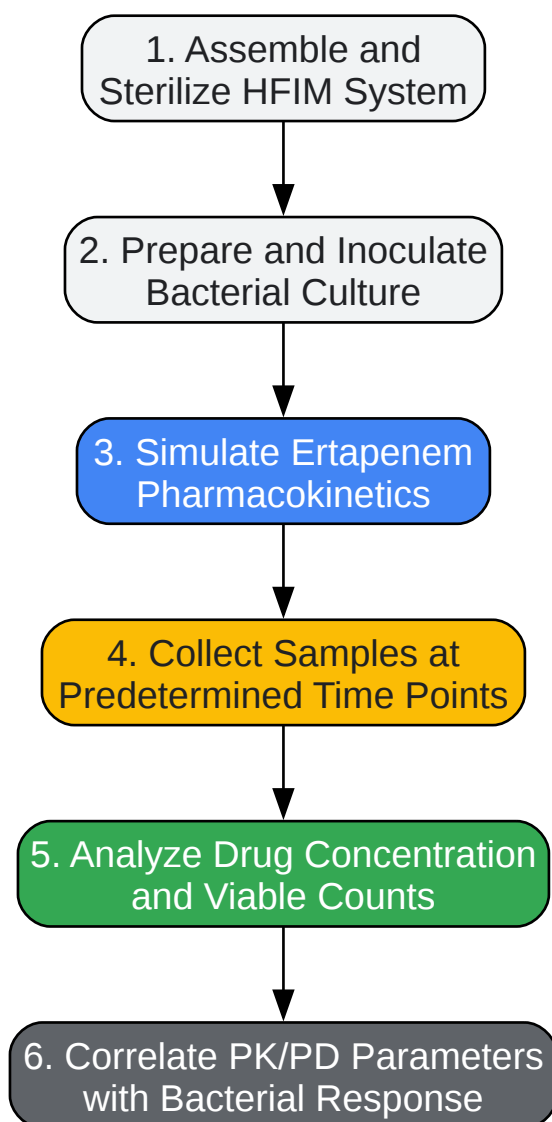 1. Assemble and
Sterilize HFIM System
2. Prepare and Inoculate
Bacterial Culture
3. Simulate Ertapenem
Pharmacokinetics
4. Collect Samples at
Predetermined Time Points
5. Analyze Drug Concentration
and Viable Counts
6. Correlate PK/PD Parameters
with Bacterial Response